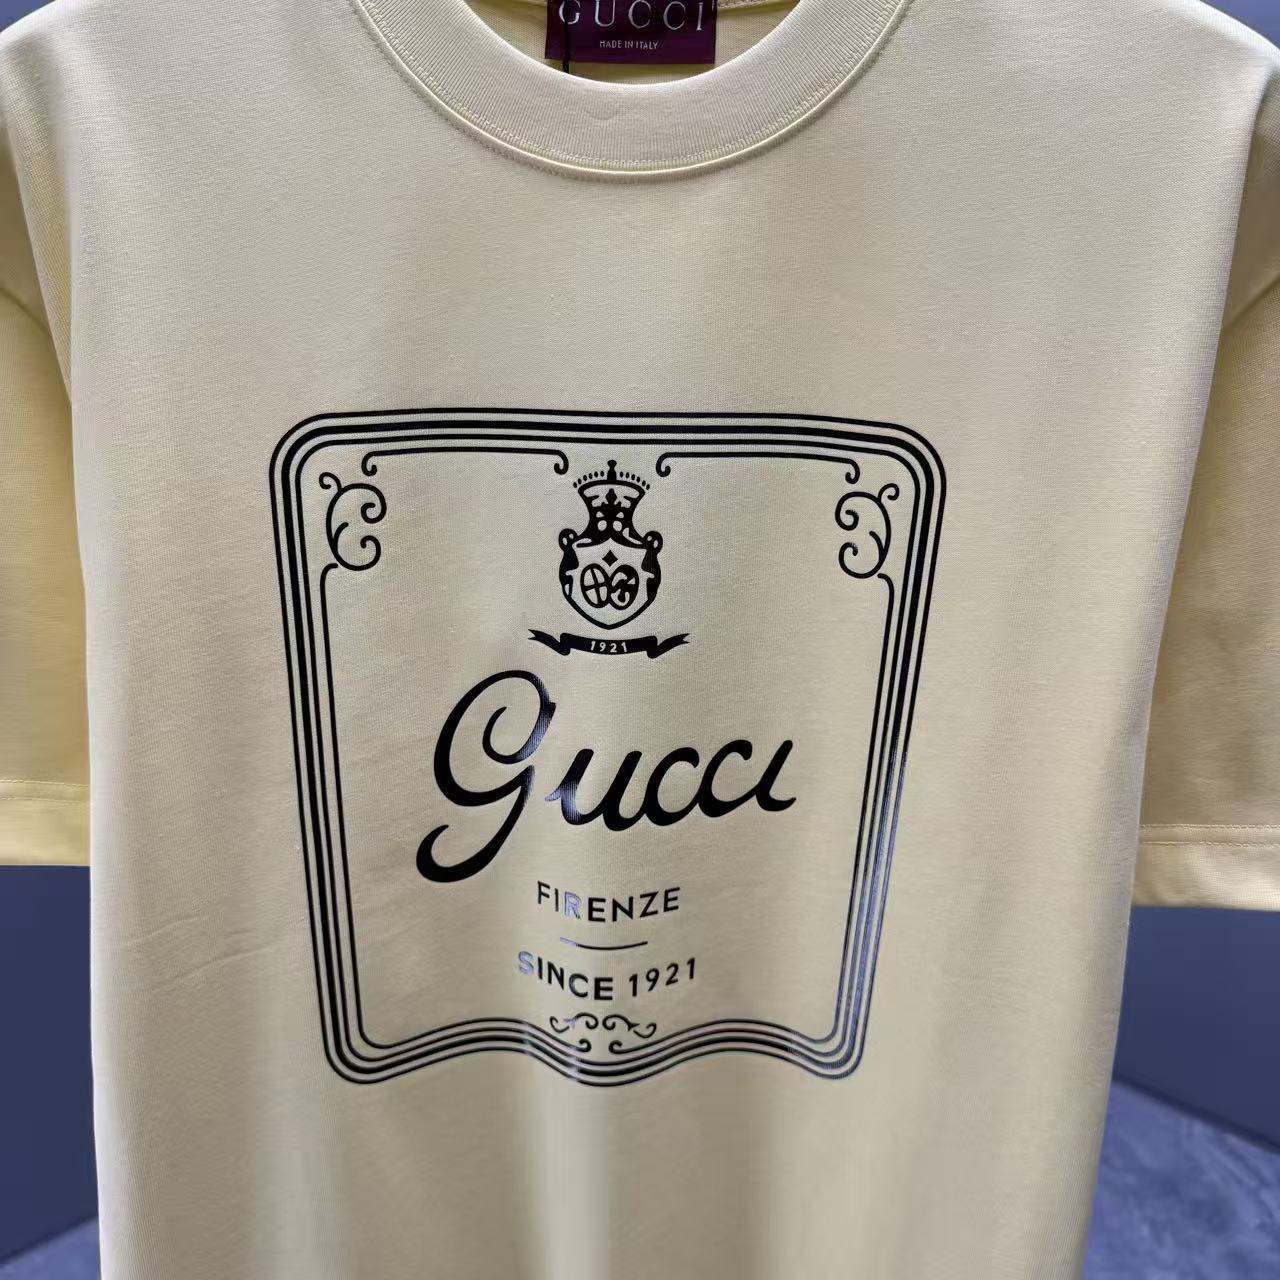 GUCCI
MADE IN ITALY
1921
Gucci
FIRENZE
SINCE 1921